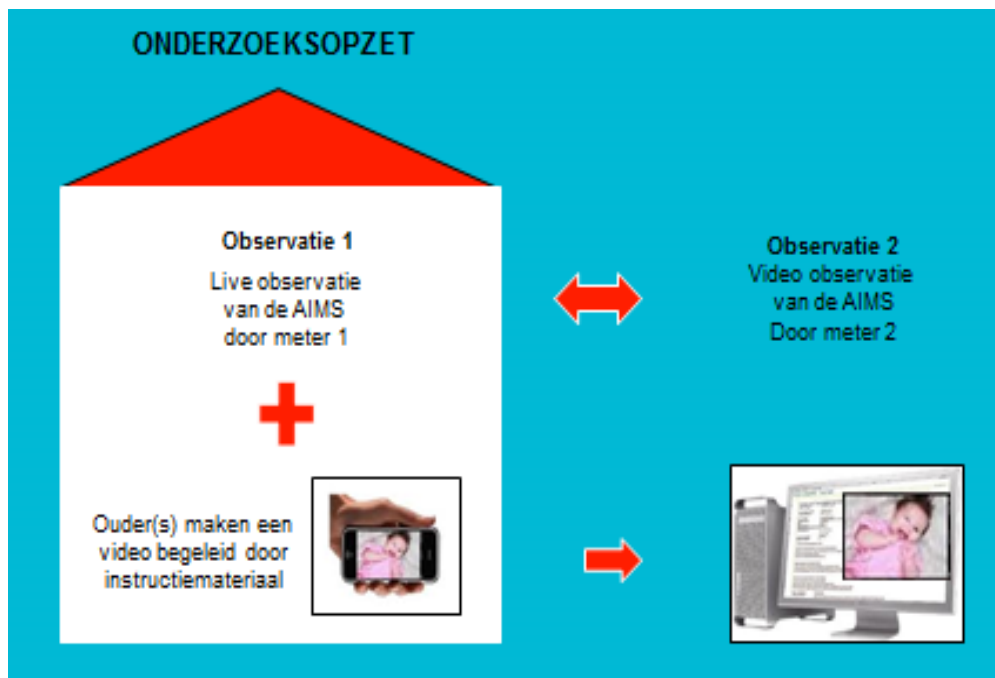 ONDERZOEKSOPZET
Observatie 1
Live observatie
van de AIMS
door meter 1
Ouder(s) maken een
video begeleid door
instructiemateriaal
Observatie 2
Video observatie
van de AIMS
Door meter 2